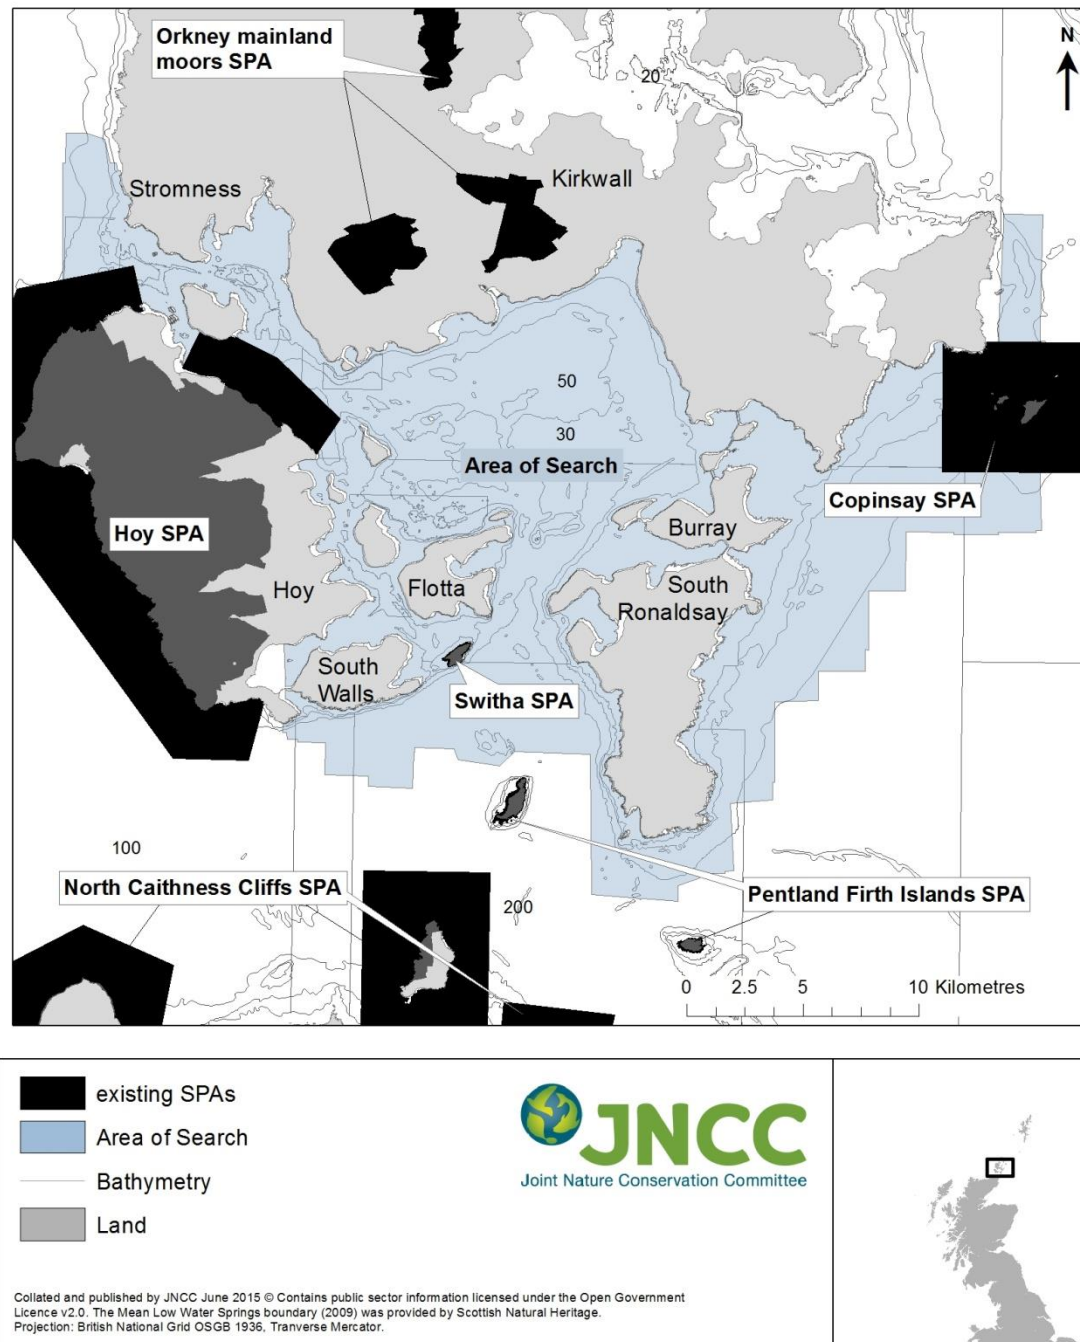 Orkney mainland
moors SPA
N
20
Stromness
Kirkwall
50
30
Area of Search
Copinsay SPA
Hoy SPA
Burray
Hoy
Flotta
South
Ronaldsay
South
Walls
Switha SPA
100
North Caithness Cliffs SPA
200
Pentland Firth Islands SPA
0 2.5 5 10 Kilometres
existing SPAs
Area of Search
Bathymetry
Land
JNCC
Joint Nature Conservation Committee
Collated and published by JNCC June 2015 © Contains public sector information licensed under the Open Government
Licence v2.0. The Mean Low Water Springs boundary (2009) was provided by Scottish Natural Heritage.
Projection: British National Grid OSGB 1936, Tranverse Mercator.